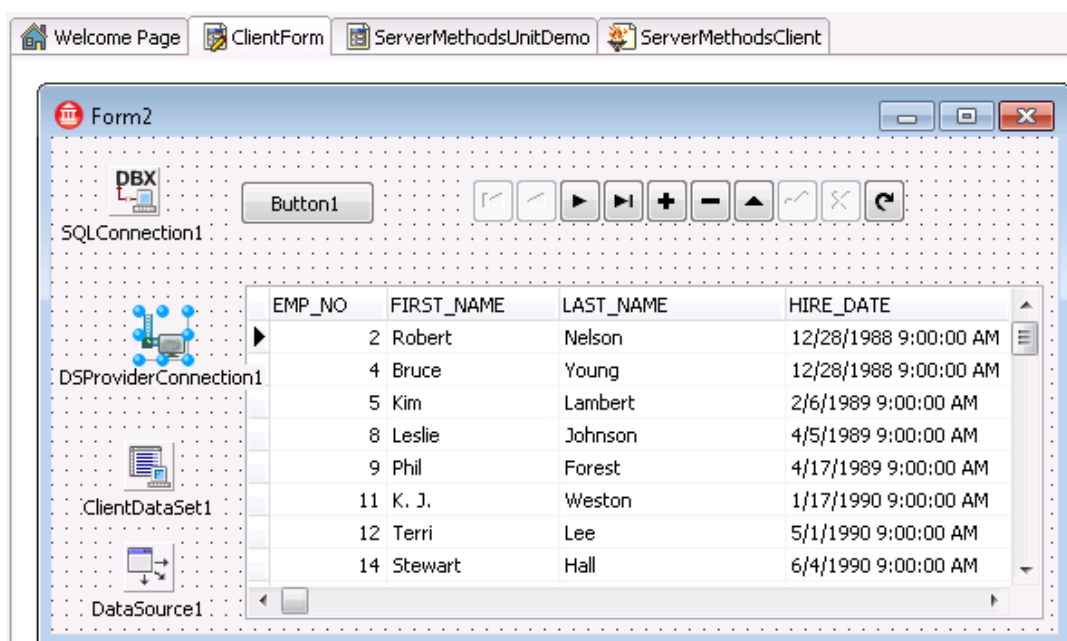 Welcome Page ClientForm ServerMethodsUnitDemo ServerMethodsClient
Form2
DBX
Button1
SQLConnection1
EMP_NO FIRST_NAME LAST_NAME HIRE_DATE
2 Robert Nelson 12/28/1988 9:00:00 AM
DSProviderConnection1
4 Bruce Young 12/28/1988 9:00:00 AM
5 Kim Lambert 2/6/1989 9:00:00 AM
8 Leslie Johnson 4/5/1989 9:00:00 AM
9 Phil Forest 4/17/1989 9:00:00 AM
ClientDataSet1
11 K. J. Weston 1/17/1990 9:00:00 AM
12 Terri Lee 5/1/1990 9:00:00 AM
14 Stewart Hall 6/4/1990 9:00:00 AM
DataSource1